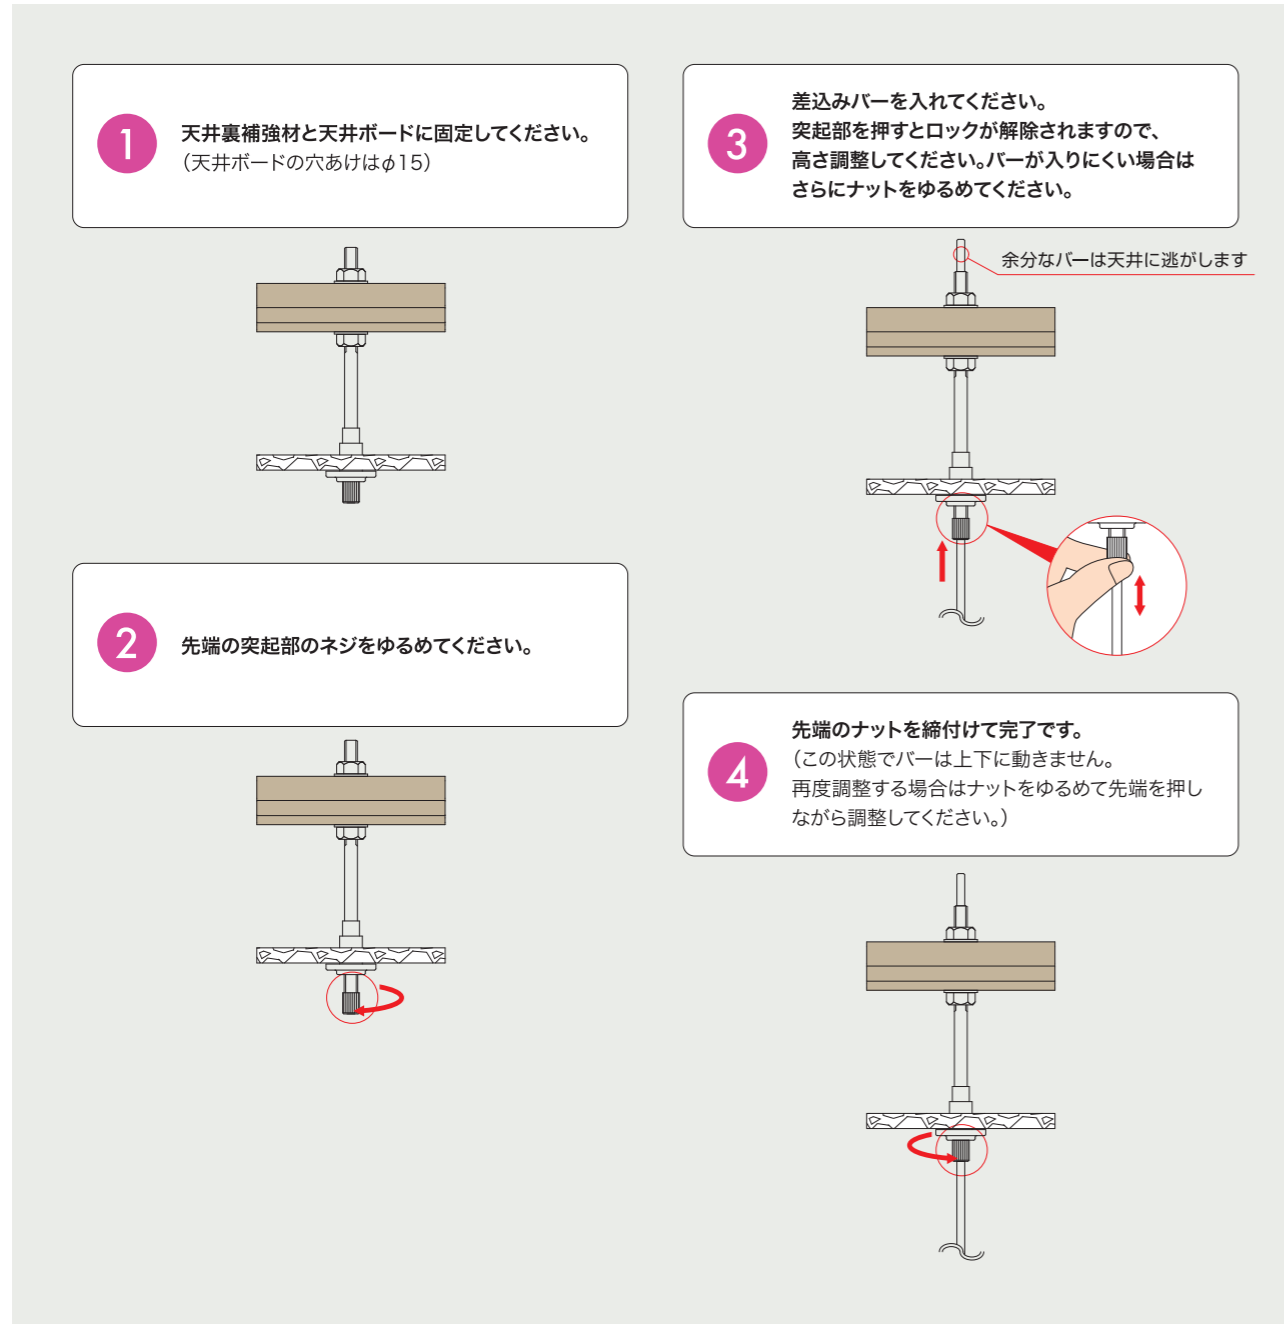 1
天井裏補強材と天井ボードに固定してください。
（天井ボードの穴あけはφ15）
2
先端の突起部のネジをゆるめてください。
3
差込みバーを入れてください。
突起部を押すとロックが解除されますので、
高さ調整してください。バーが入りにくい場合は
さらにナットをゆるめてください。
余分なバーは天井に逃がします
4
先端のナットを締付けて完了です。
（この状態でバーは上下に動きません。
再度調整する場合はナットをゆるめて先端を押し
ながら調整してください。）